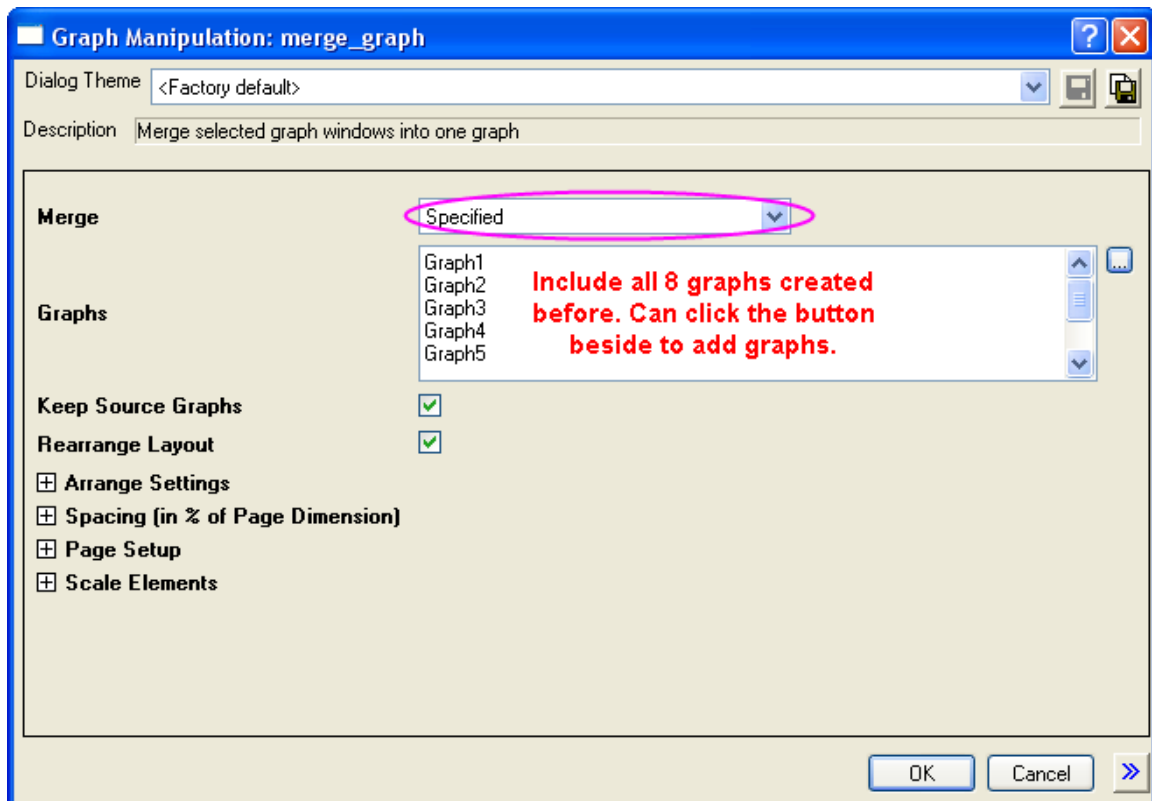 Graph Manipulation: merge_graph
Dialog Theme <Factory default>
Description Merge selected graph windows into one graph
Merge Specified
Graphs
Graph1
Graph2
Graph3
Graph4
Graph5
Include all 8 graphs created
before. Can click the button
beside to add graphs.
Keep Source Graphs
Rearrange Layout
Arrange Settings
Spacing (in % of Page Dimension)
Page Setup
Scale Elements
OK Cancel